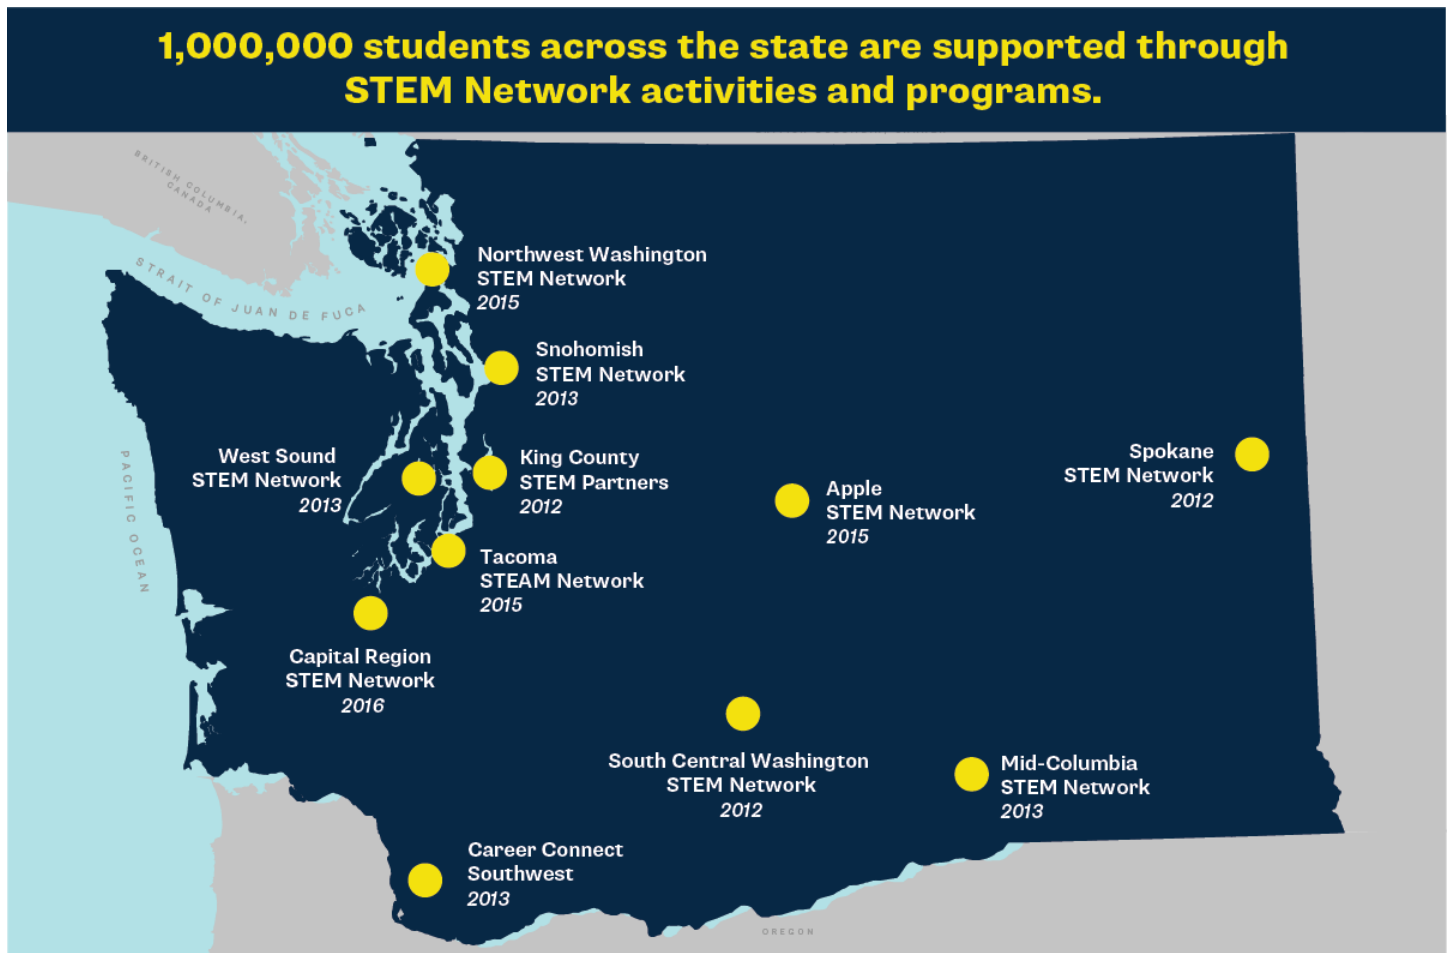 1,000,000 students across the state are supported through
STEM Network activities and programs.
BRITISH COLUMBIA,
CANADA
STRAIT OF JUAN DE FUCA
PACIFIC OCEAN
Northwest Washington
STEM Network
2015
Snohomish
STEM Network
2013
West Sound
STEM Network
2013
King County
STEM Partners
2012
Apple
STEM Network
2015
Spokane
STEM Network
2012
Tacoma
STEAM Network
2015
Capital Region
STEM Network
2016
South Central Washington
STEM Network
2012
Mid-Columbia
STEM Network
2013
Career Connect
Southwest
2013
OREGON